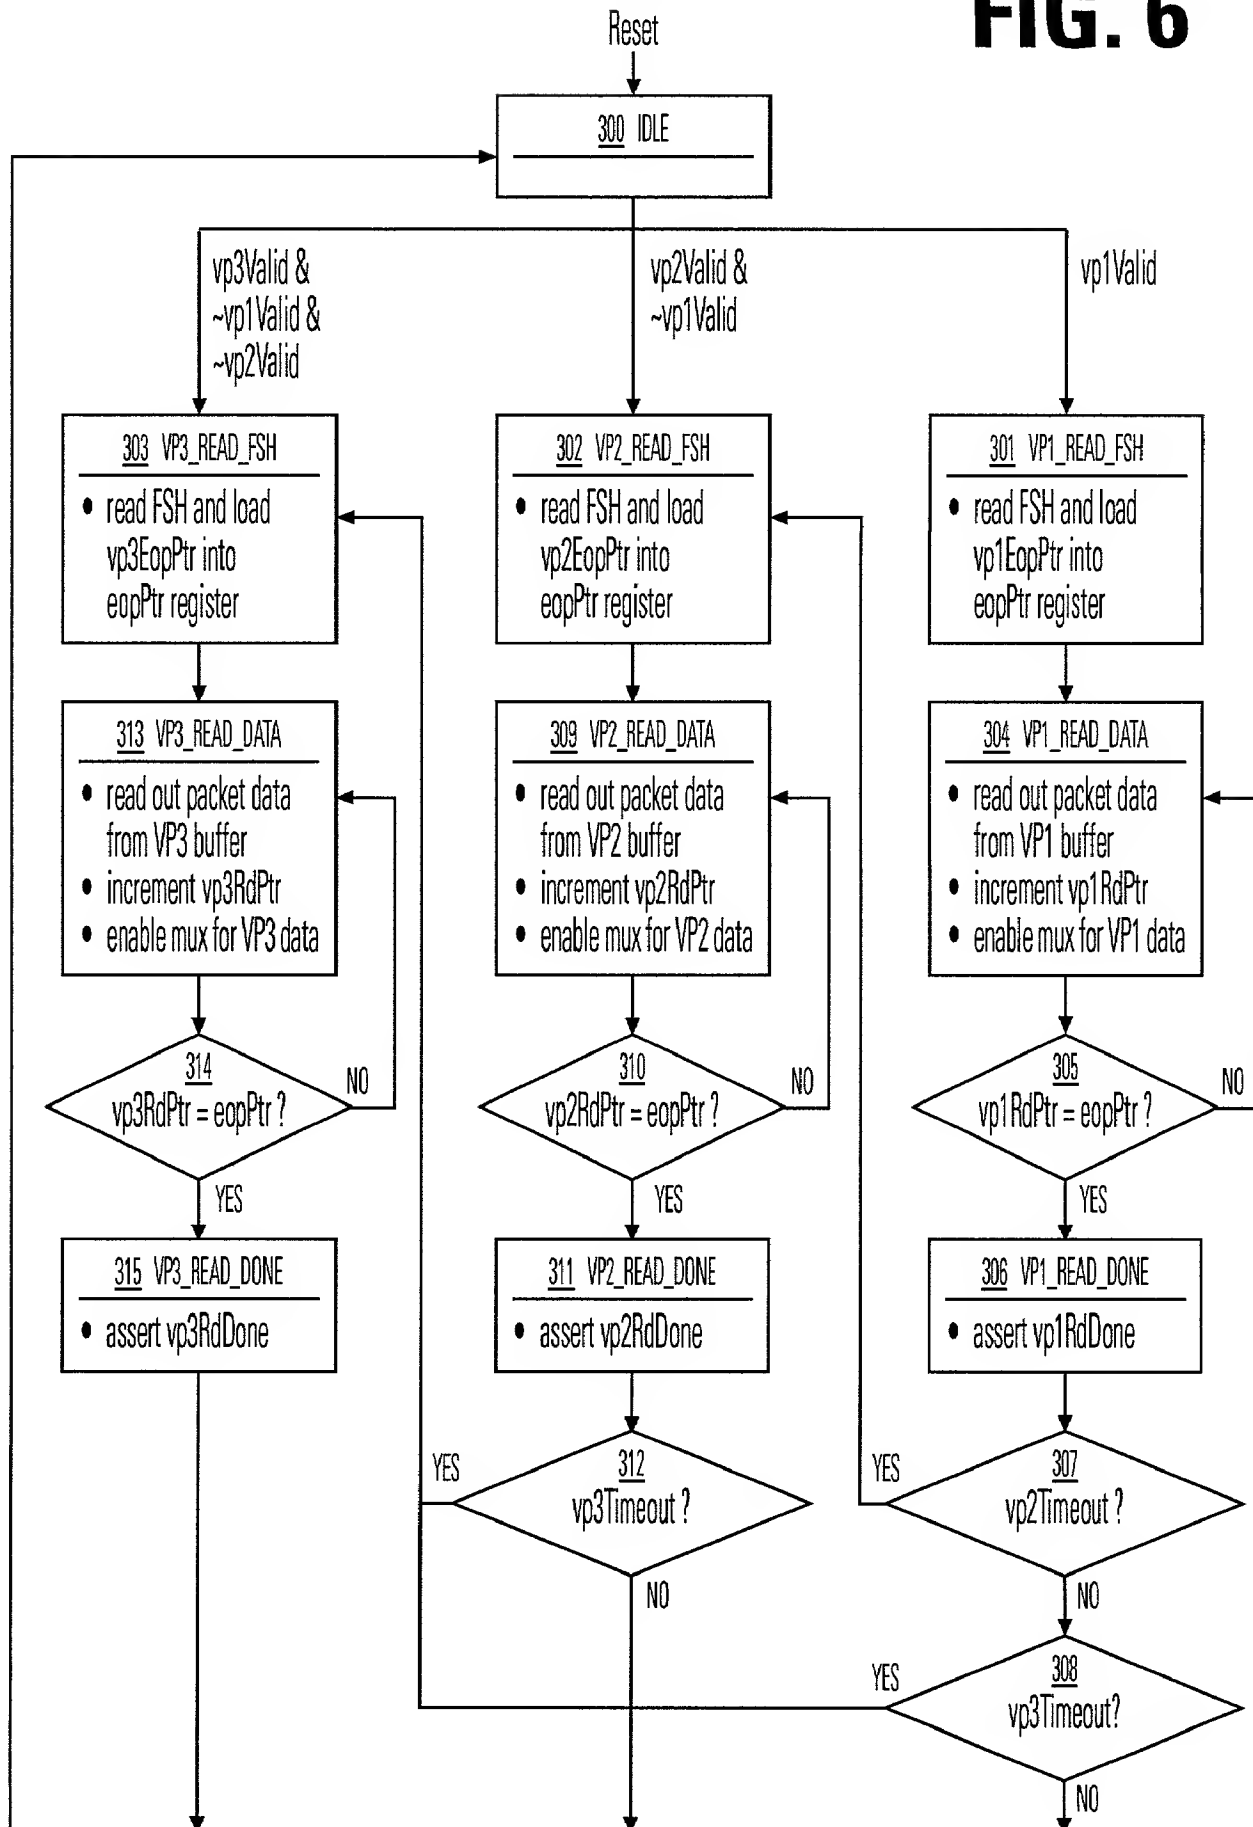 FIG. 6
Reset
300 IDLE
vp3Valid &
~vp1Valid &
~vp2Valid
vp2Valid &
~vp1Valid
vp1Valid
303 VP3_READ_FSH
• read FSH and load
vp3EopPtr into
eopPtr register
302 VP2_READ_FSH
• read FSH and load
vp2EopPtr into
eopPtr register
301 VP1_READ_FSH
• read FSH and load
vp1EopPtr into
eopPtr register
313 VP3_READ_DATA
• read out packet data
from VP3 buffer
• increment vp3RdPtr
• enable mux for VP3 data
309 VP2_READ_DATA
• read out packet data
from VP2 buffer
• increment vp2RdPtr
• enable mux for VP2 data
304 VP1_READ_DATA
• read out packet data
from VP1 buffer
• increment vp1RdPtr
• enable mux for VP1 data
314
vp3RdPtr = eopPtr ?
NO
YES
310
vp2RdPtr = eopPtr ?
NO
YES
305
vp1RdPtr = eopPtr ?
NO
YES
315 VP3_READ_DONE
• assert vp3RdDone
311 VP2_READ_DONE
• assert vp2RdDone
306 VP1_READ_DONE
• assert vp1RdDone
YES
312
vp3Timeout ?
NO
YES
307
vp2Timeout ?
NO
YES
308
vp3Timeout?
NO